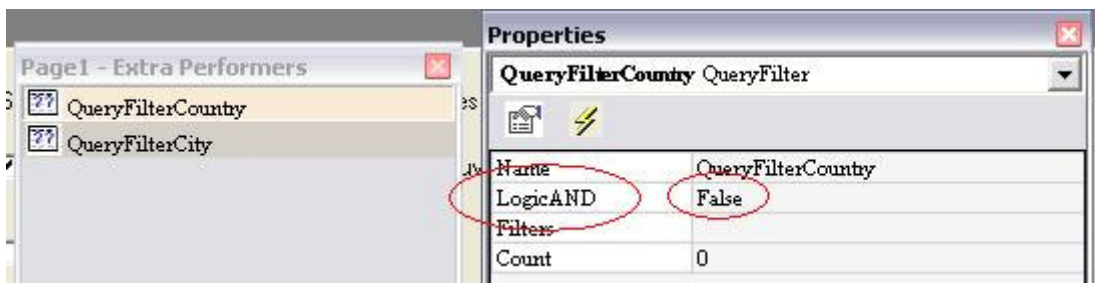 Page1 - Extra Performers
QueryFilterCountry
QueryFilterCity
Properties
QueryFilterCountry QueryFilter
Name QueryFilterCountry
LogicAND False
Filters
Count 0